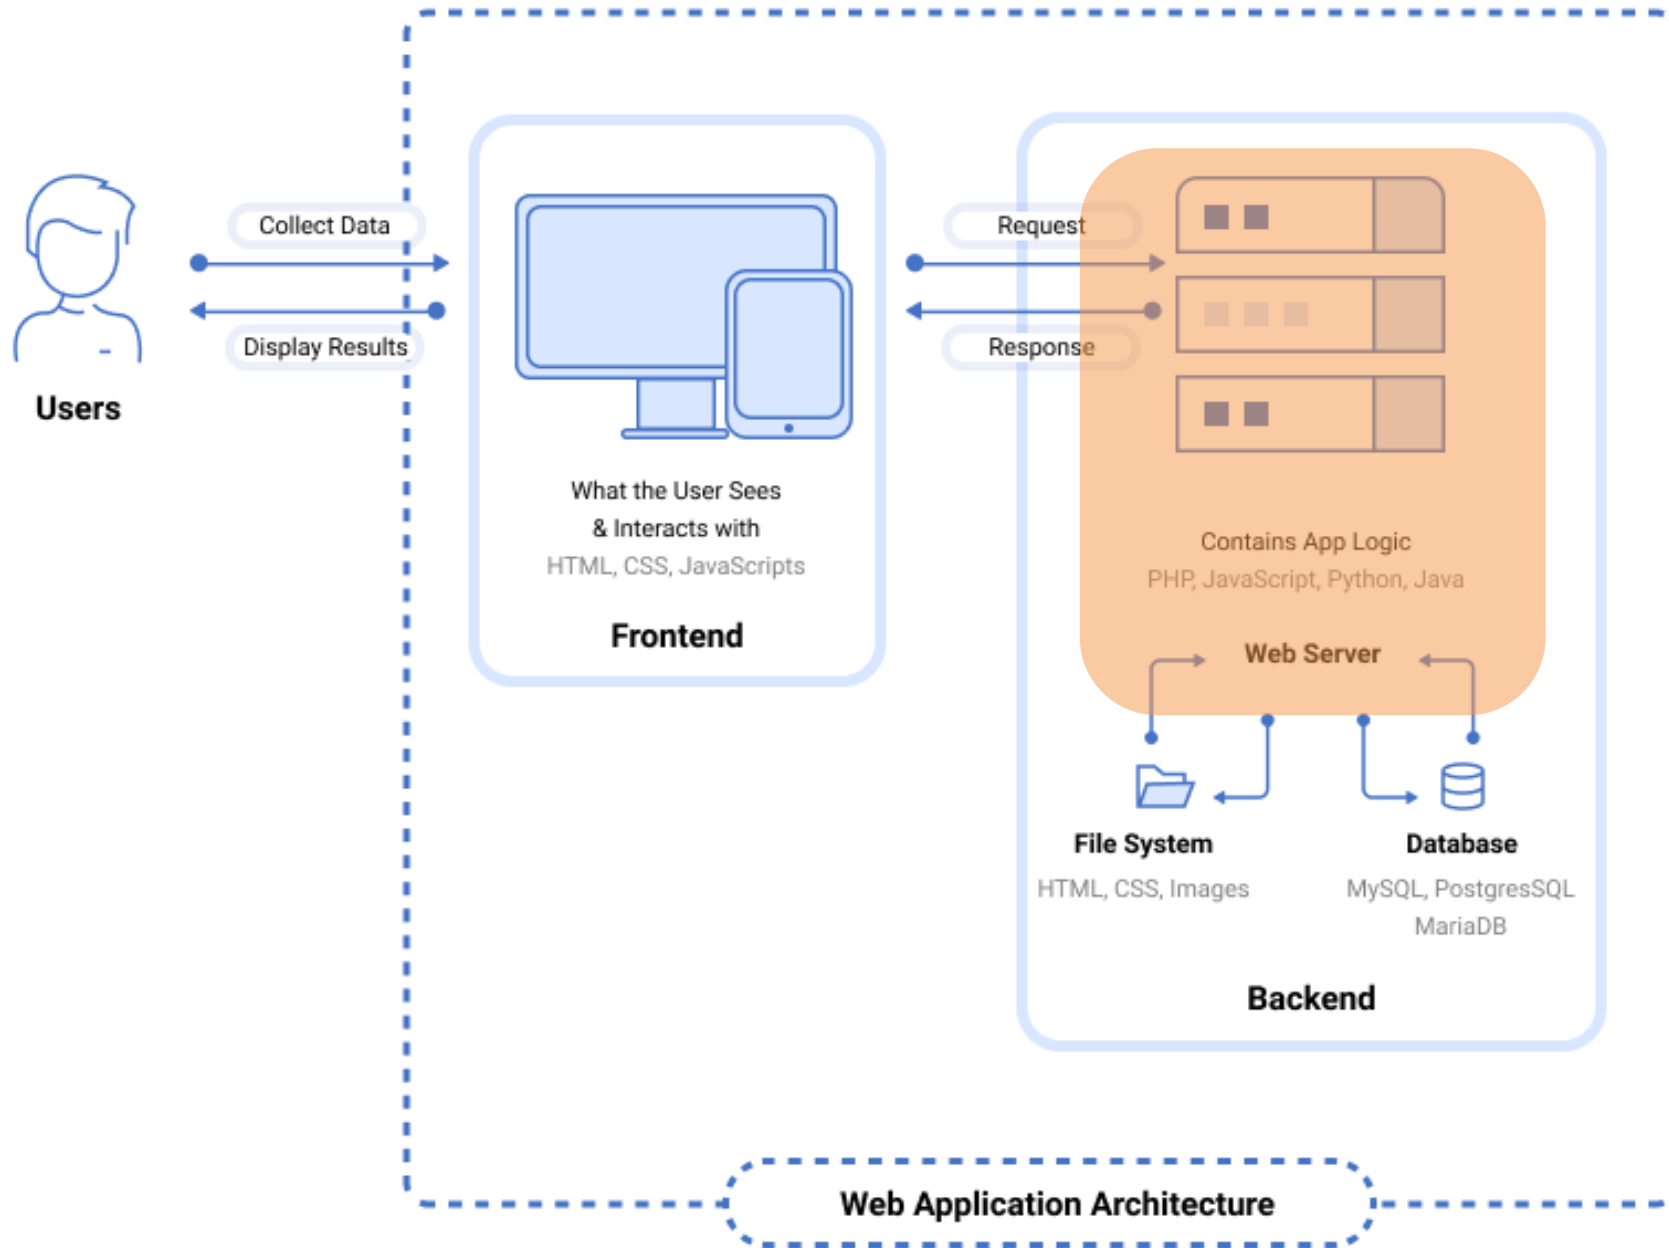 Collect Data
Display Results
Users
What the User Sees
& Interacts with
HTML, CSS, JavaScripts
Frontend
Request
Response
Contains App Logic
PHP, JavaScript, Python, Java
Web Server
File System
HTML, CSS, Images
Database
MySQL, PostgresSQL
MariaDB
Backend
Web Application Architecture